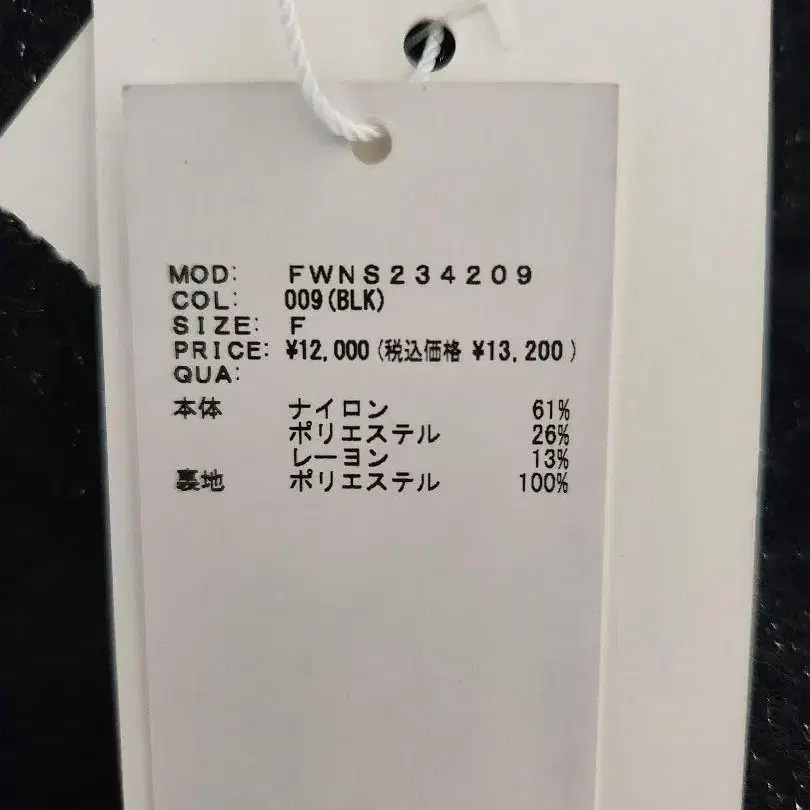 MOD: FWNS234209
COL: 009(BLK)
SIZE: F
PRICE: ¥12,000(税込価格 ¥13,200)
QUA:
本体 ナイロン 61%
ポリエステル 26%
レーヨン 13%
裏地 ポリエステル 100%